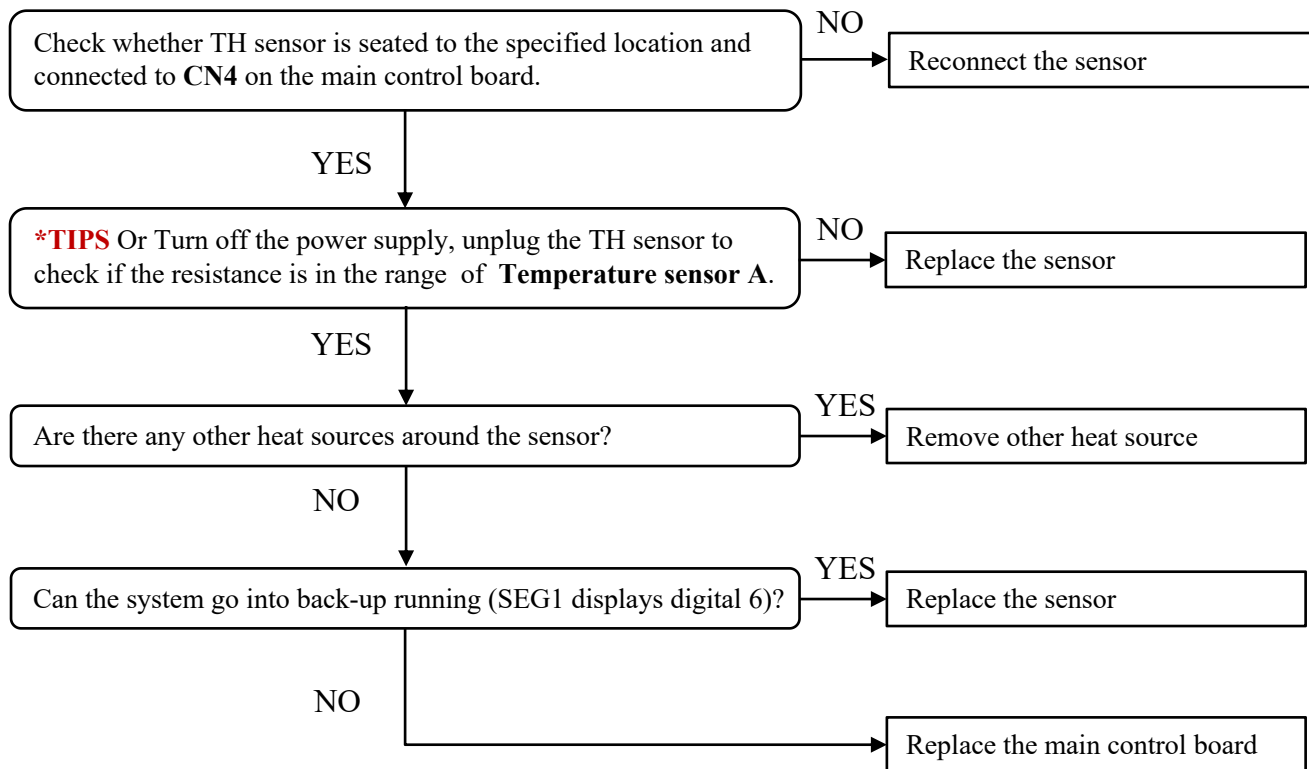 Check whether TH sensor is seated to the specified location and
connected to CN4 on the main control board.
NO
Reconnect the sensor
YES
*TIPS Or Turn off the power supply, unplug the TH sensor to
check if the resistance is in the range of Temperature sensor A.
NO
Replace the sensor
YES
Are there any other heat sources around the sensor?
YES
Remove other heat source
NO
Can the system go into back-up running (SEG1 displays digital 6)?
YES
Replace the sensor
NO
Replace the main control board